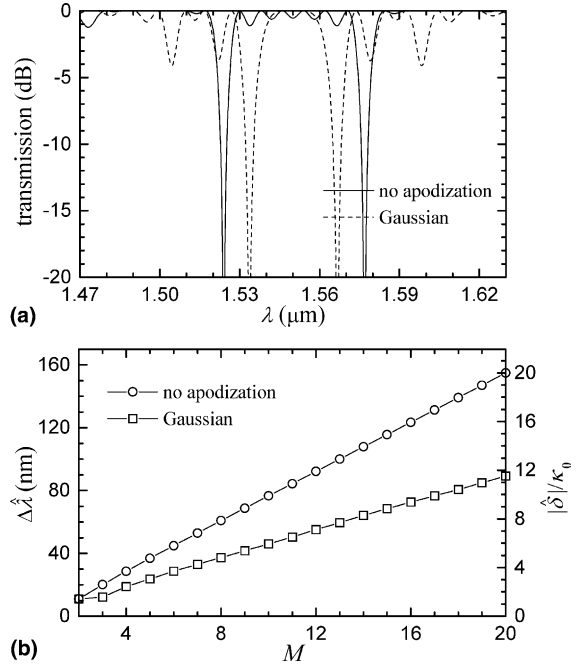 0
-5
-10
-15
-20
transmission (dB)
no apodization
Gaussian
1.47 1.50 1.53 1.56 1.59 1.62
λ (μm)
(a)
160
120
80
40
0
Δλ̂ (nm)
no apodization
Gaussian
20
16
12
8
4
0
|δ̂|/κ₀
4 8 12 16 20
M
(b)